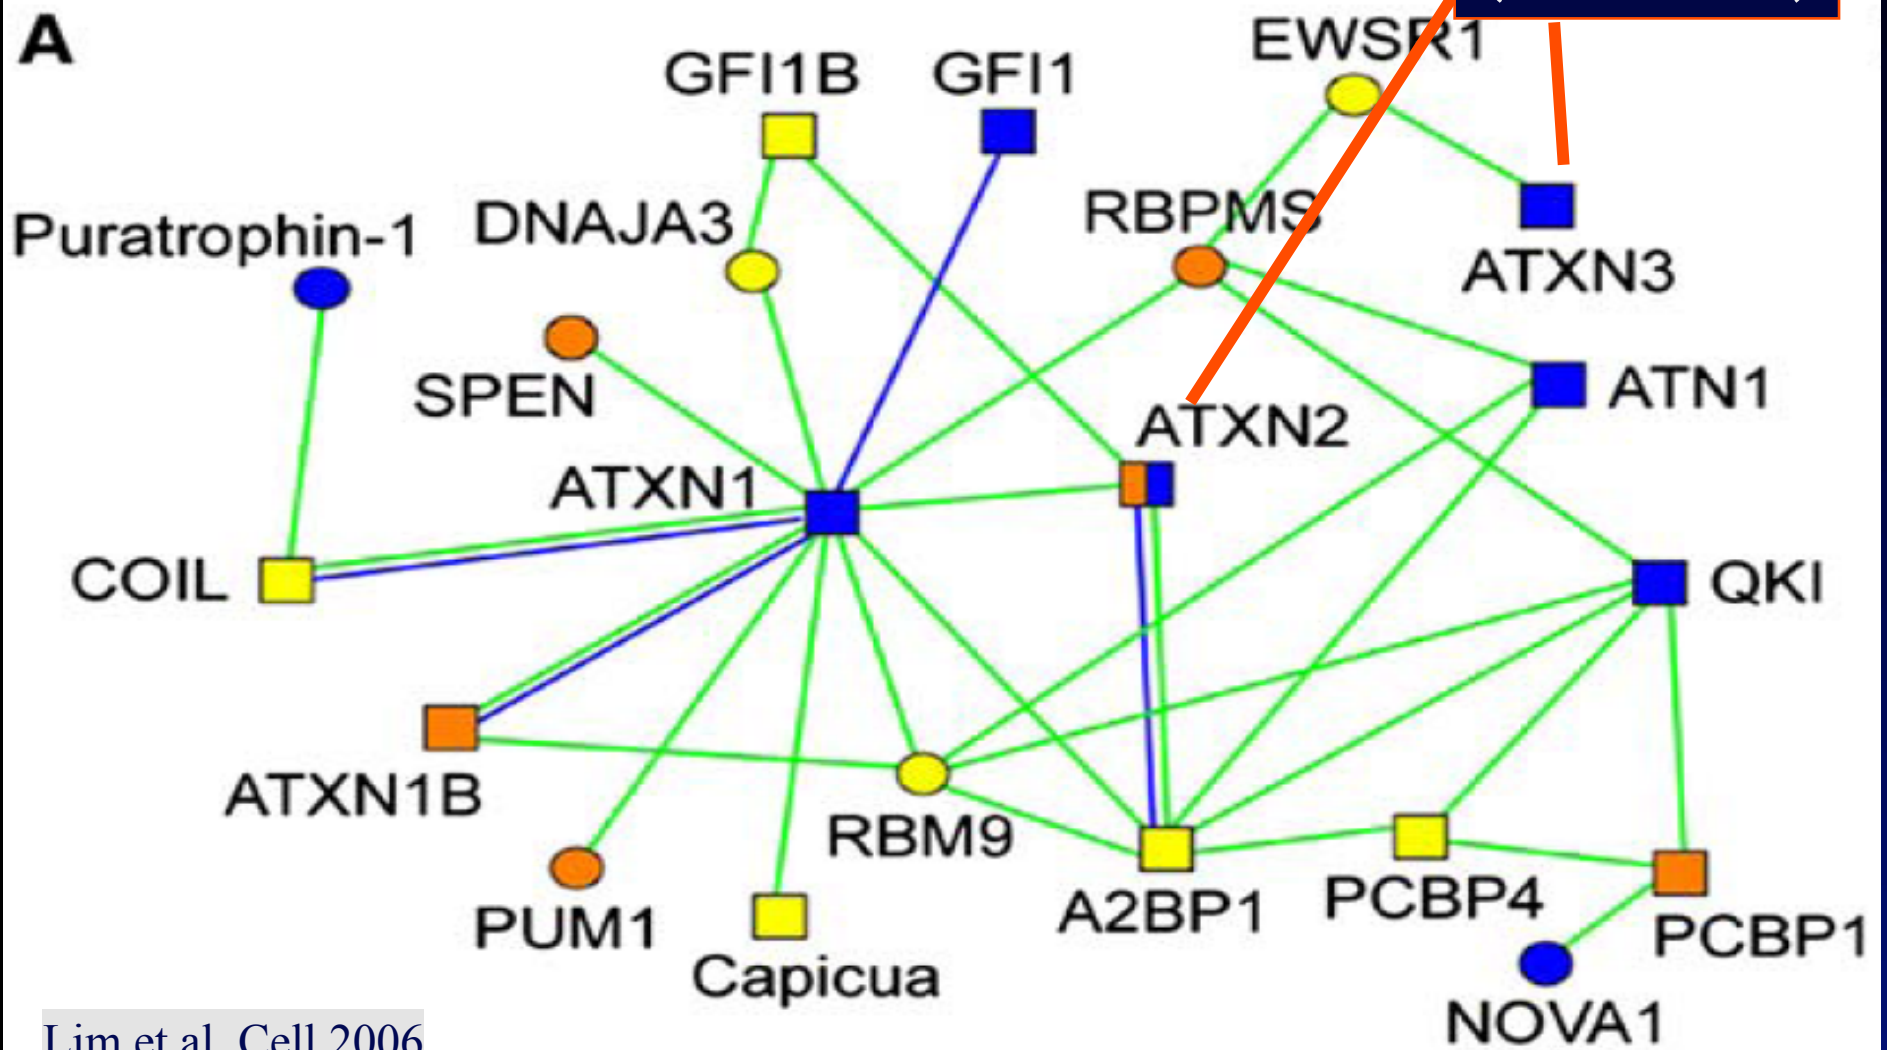 A
EWSR1
GFI1B
GFI1
RBPMS
DNAJA3
Puratrophin-1
ATXN3
SPEN
ATN1
ATXN2
ATXN1
COIL
QKI
ATXN1B
RBM9
A2BP1
PCBP4
PUM1
PCBP1
Capicua
NOVA1
Lim et al. Cell 2006